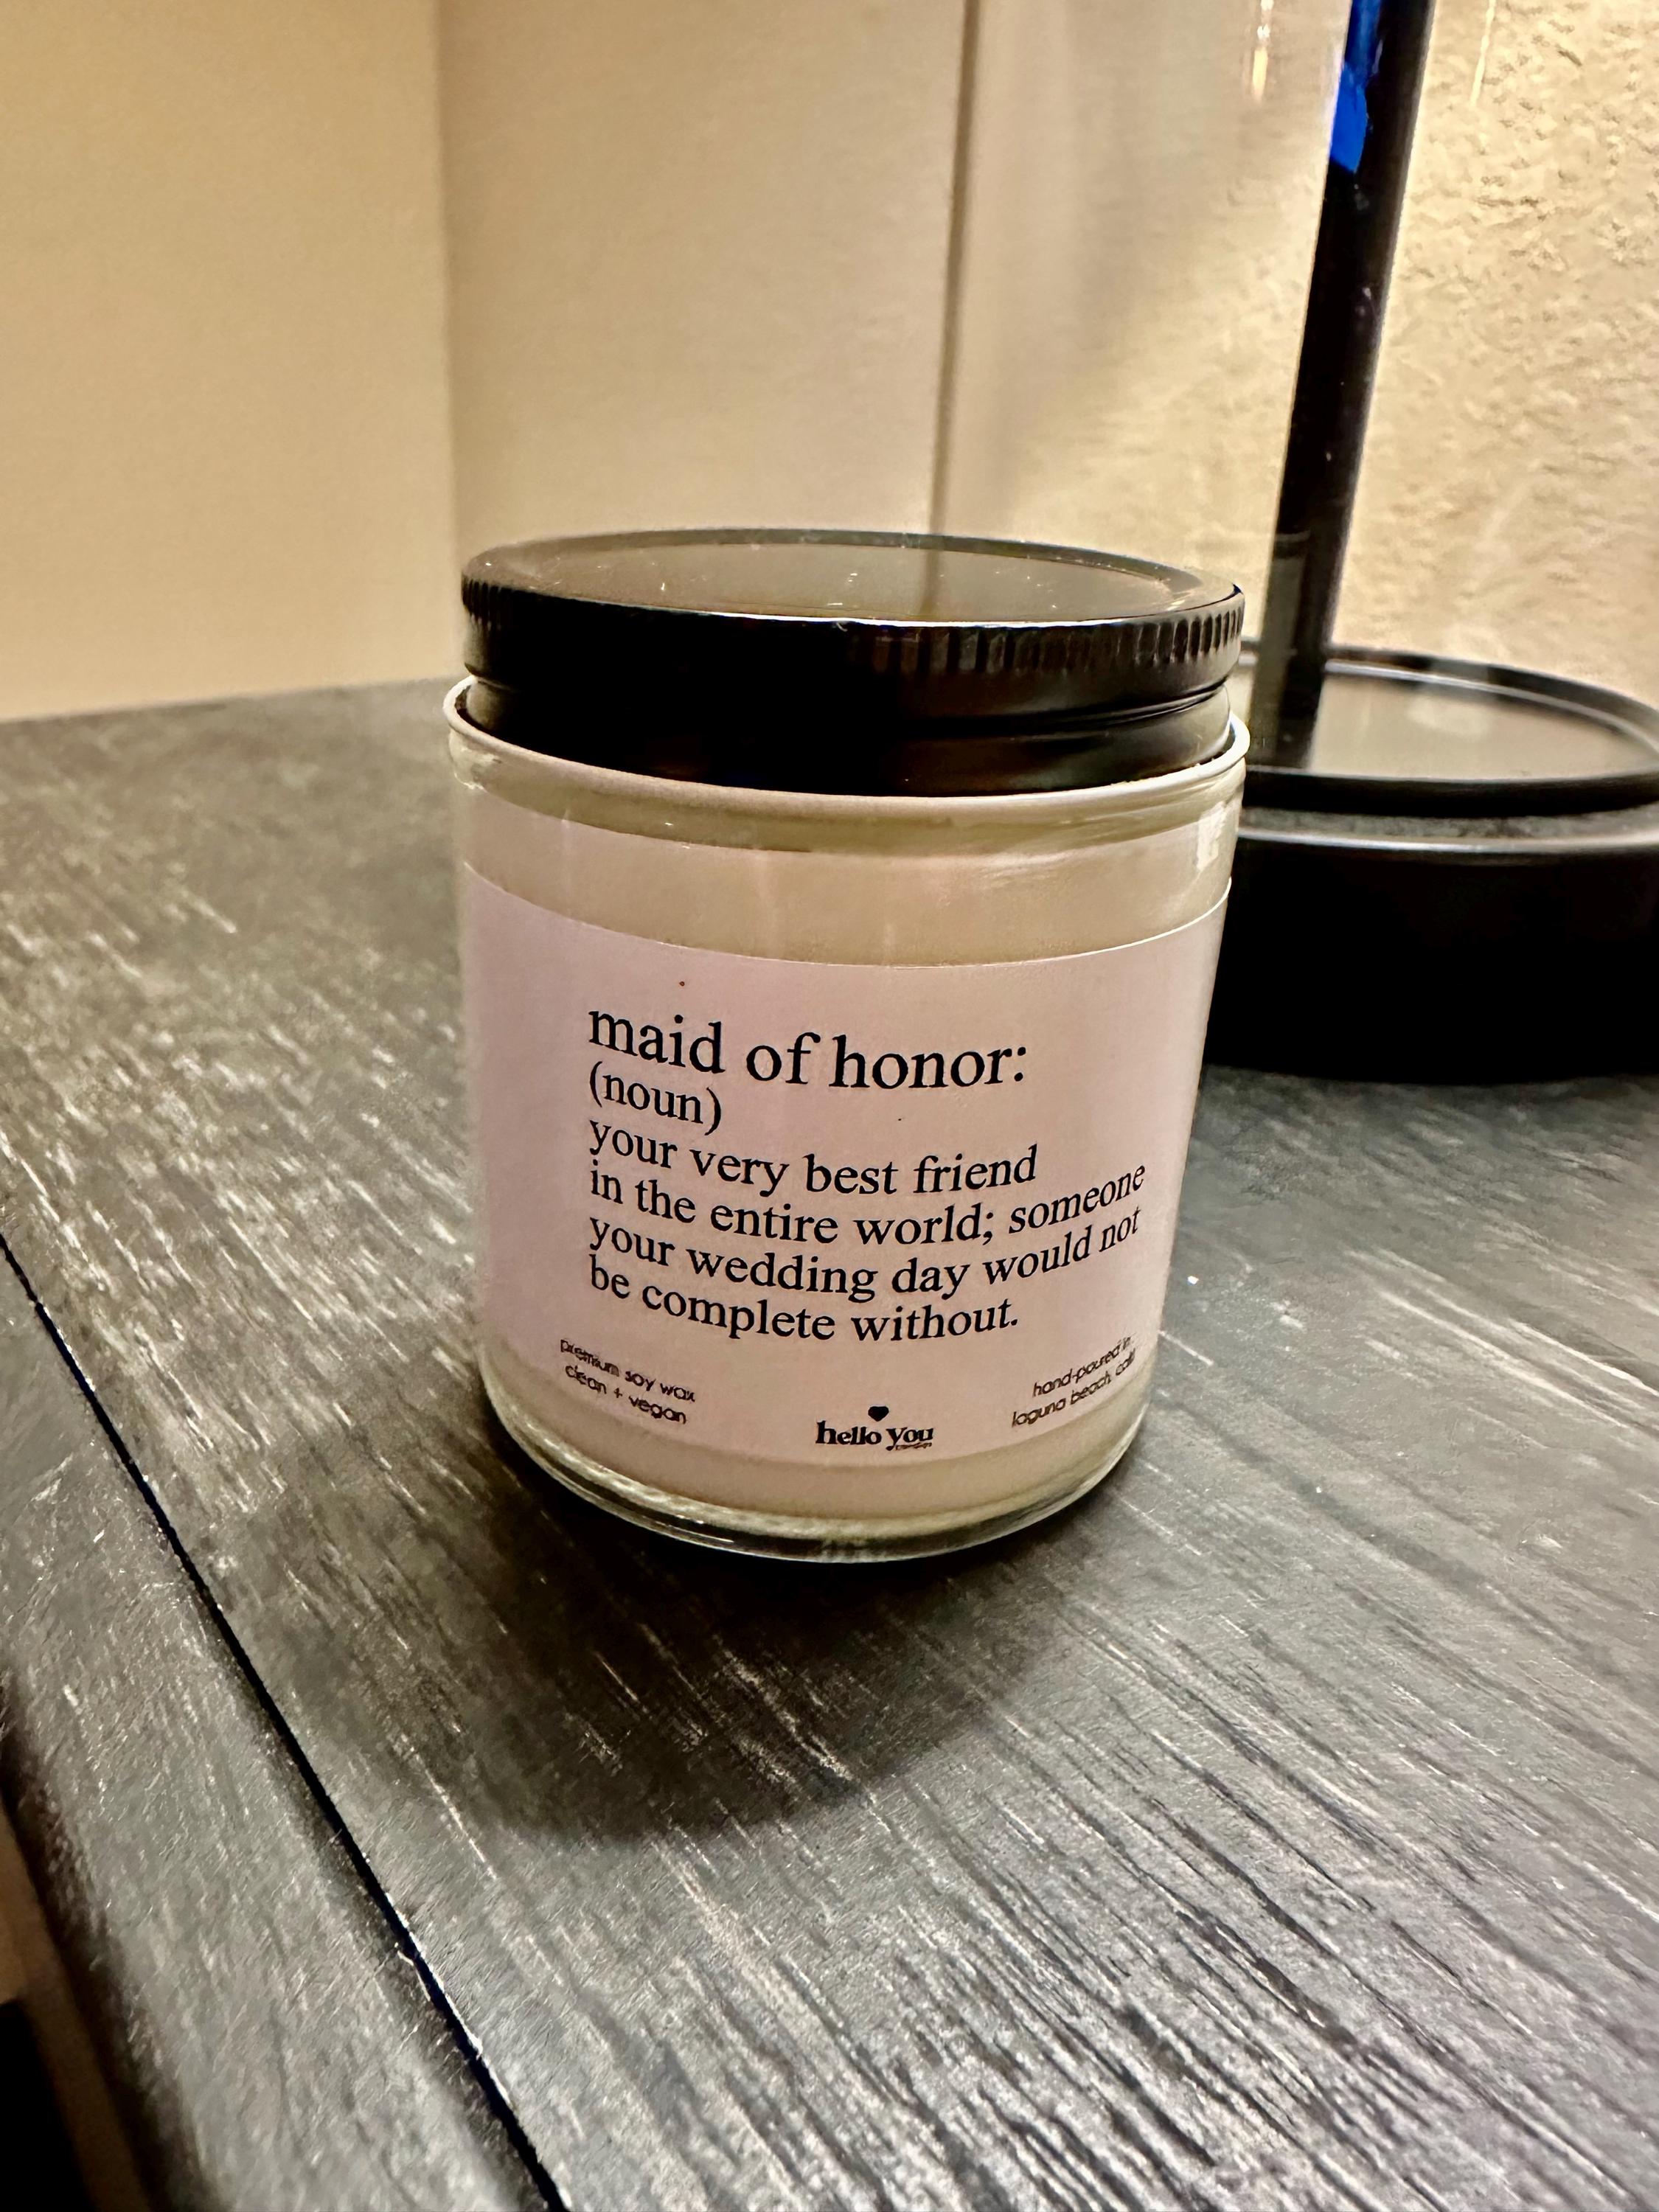 maid of honor:
(noun)
your very best friend
in the entire world; someone
your wedding day would not
be complete without.
premium soy wax
clean + vegan
hello you
hand-poured in
laguna beach, calif